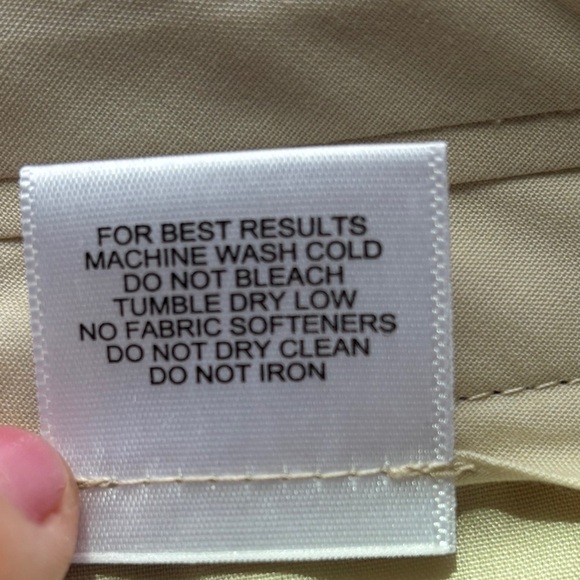 FOR BEST RESULTS
MACHINE WASH COLD
DO NOT BLEACH
TUMBLE DRY LOW
NO FABRIC SOFTENERS
DO NOT DRY CLEAN
DO NOT IRON